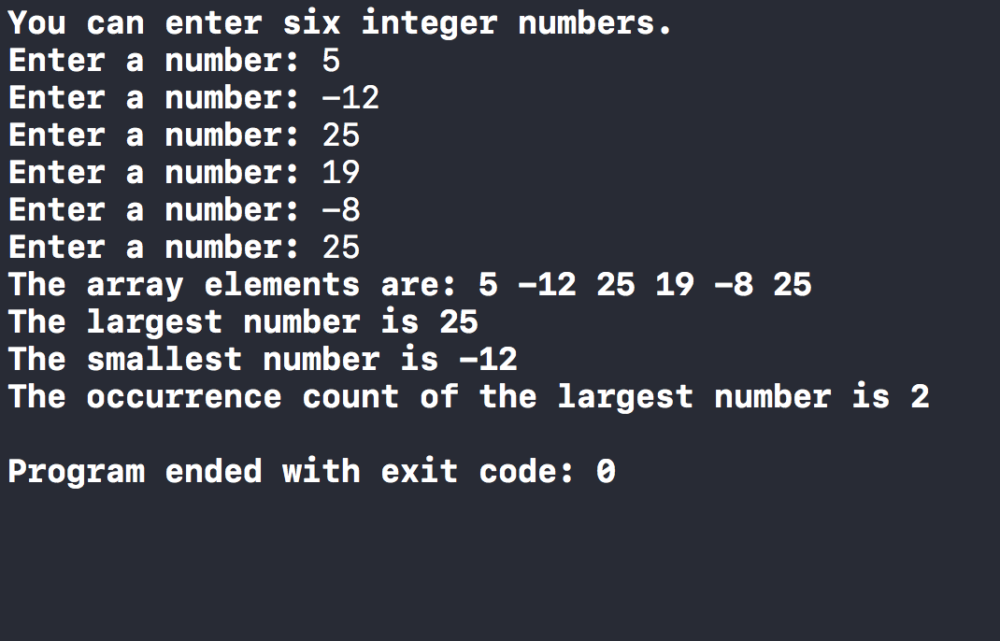 You can enter six integer numbers.
Enter a number: 5
Enter a number: -12
Enter a number: 25
Enter a number: 19
Enter a number: -8
Enter a number: 25
The array elements are: 5 -12 25 19 -8 25
The largest number is 25
The smallest number is -12
The occurrence count of the largest number is 2
Program ended with exit code: 0